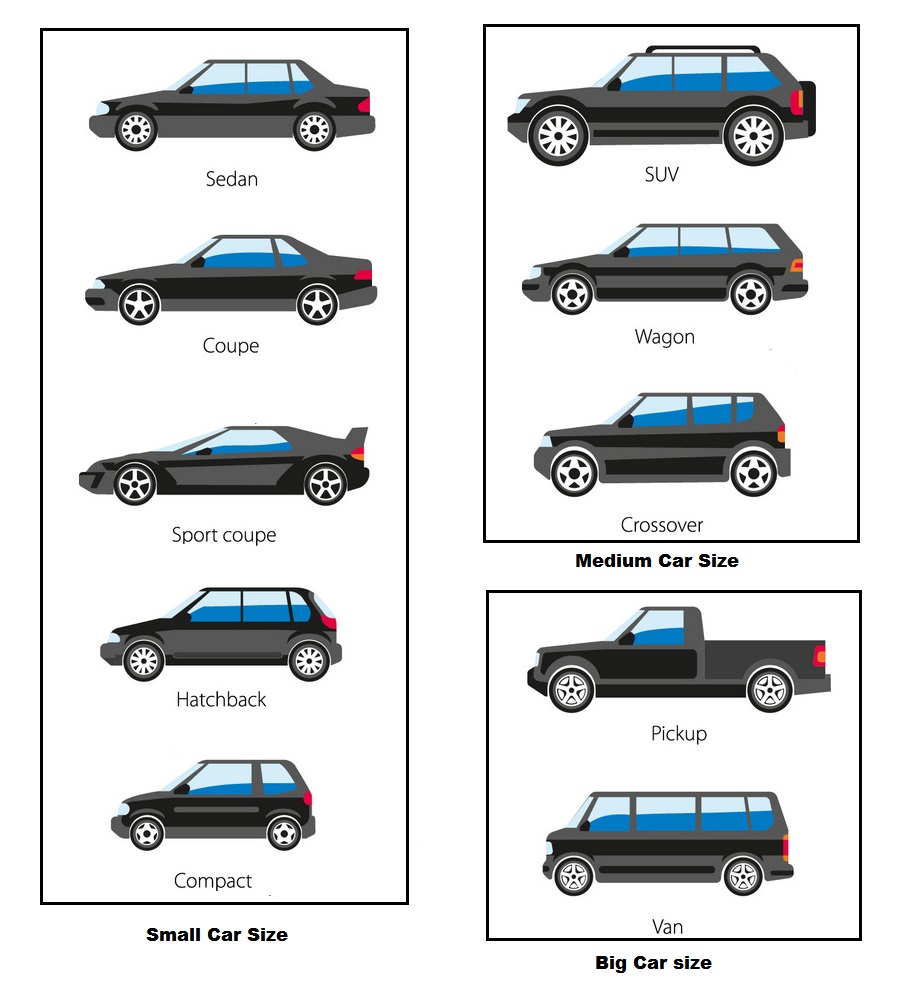 Sedan
Coupe
Sport coupe
Hatchback
Compact
Small Car Size
SUV
Wagon
Crossover
Medium Car Size
Pickup
Van
Big Car size